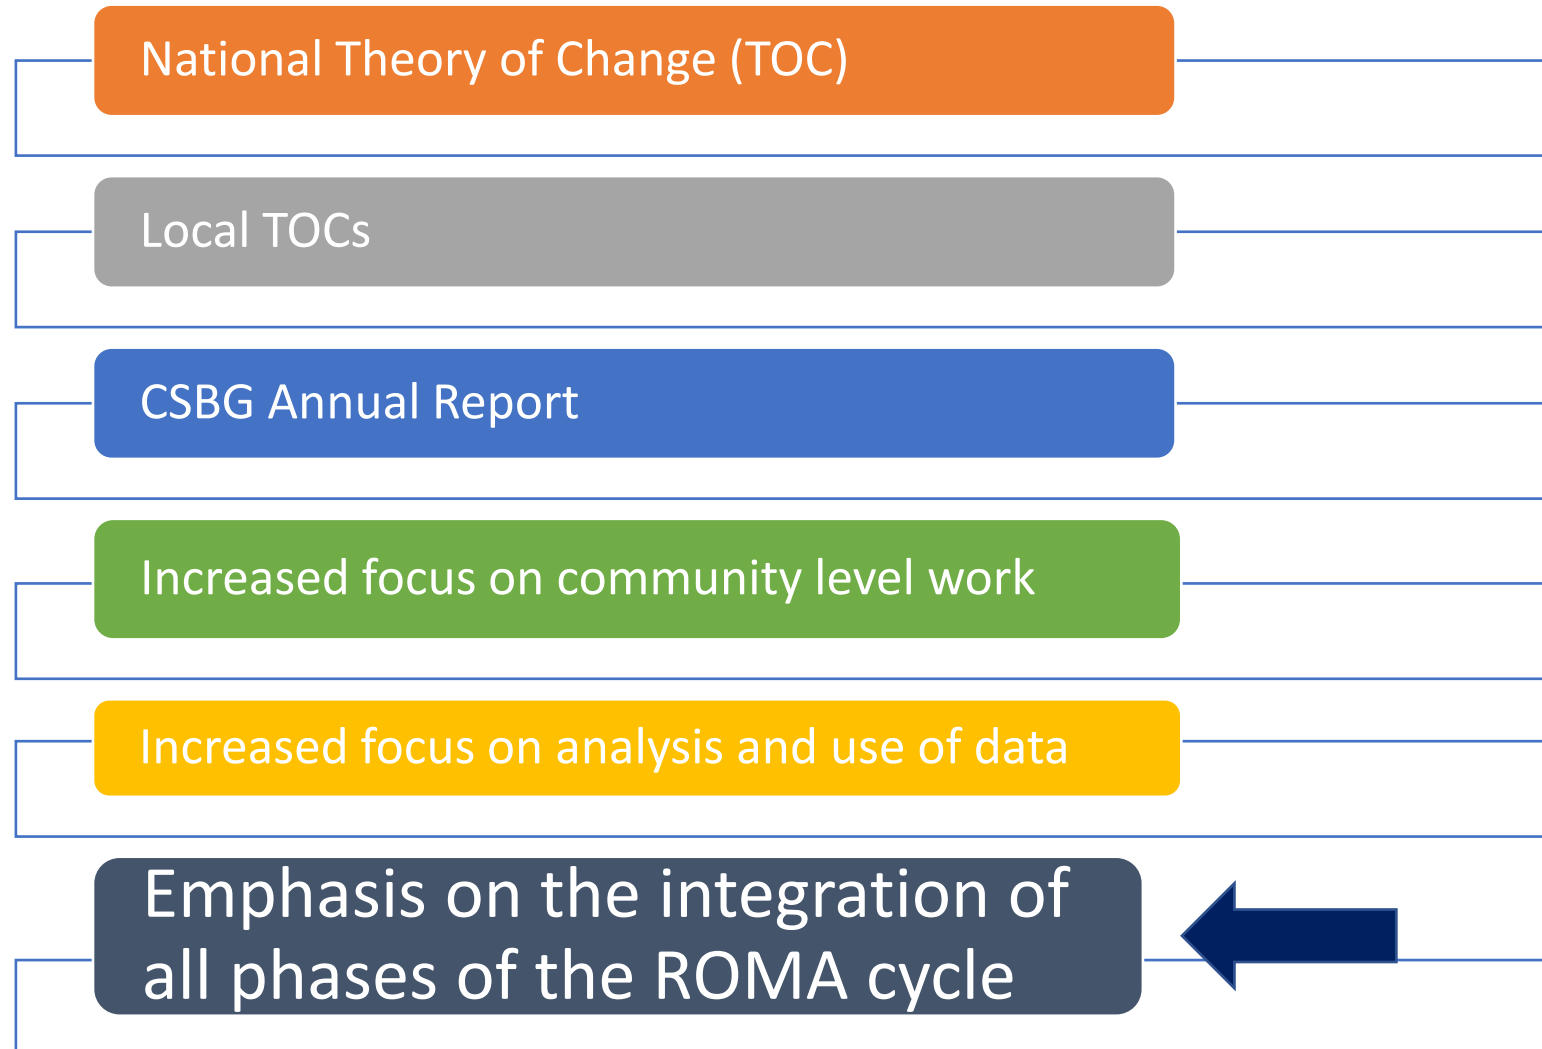 National Theory of Change (TOC)
Local TOCs
CSBG Annual Report
Increased focus on community level work
Increased focus on analysis and use of data
Emphasis on the integration of
all phases of the ROMA cycle